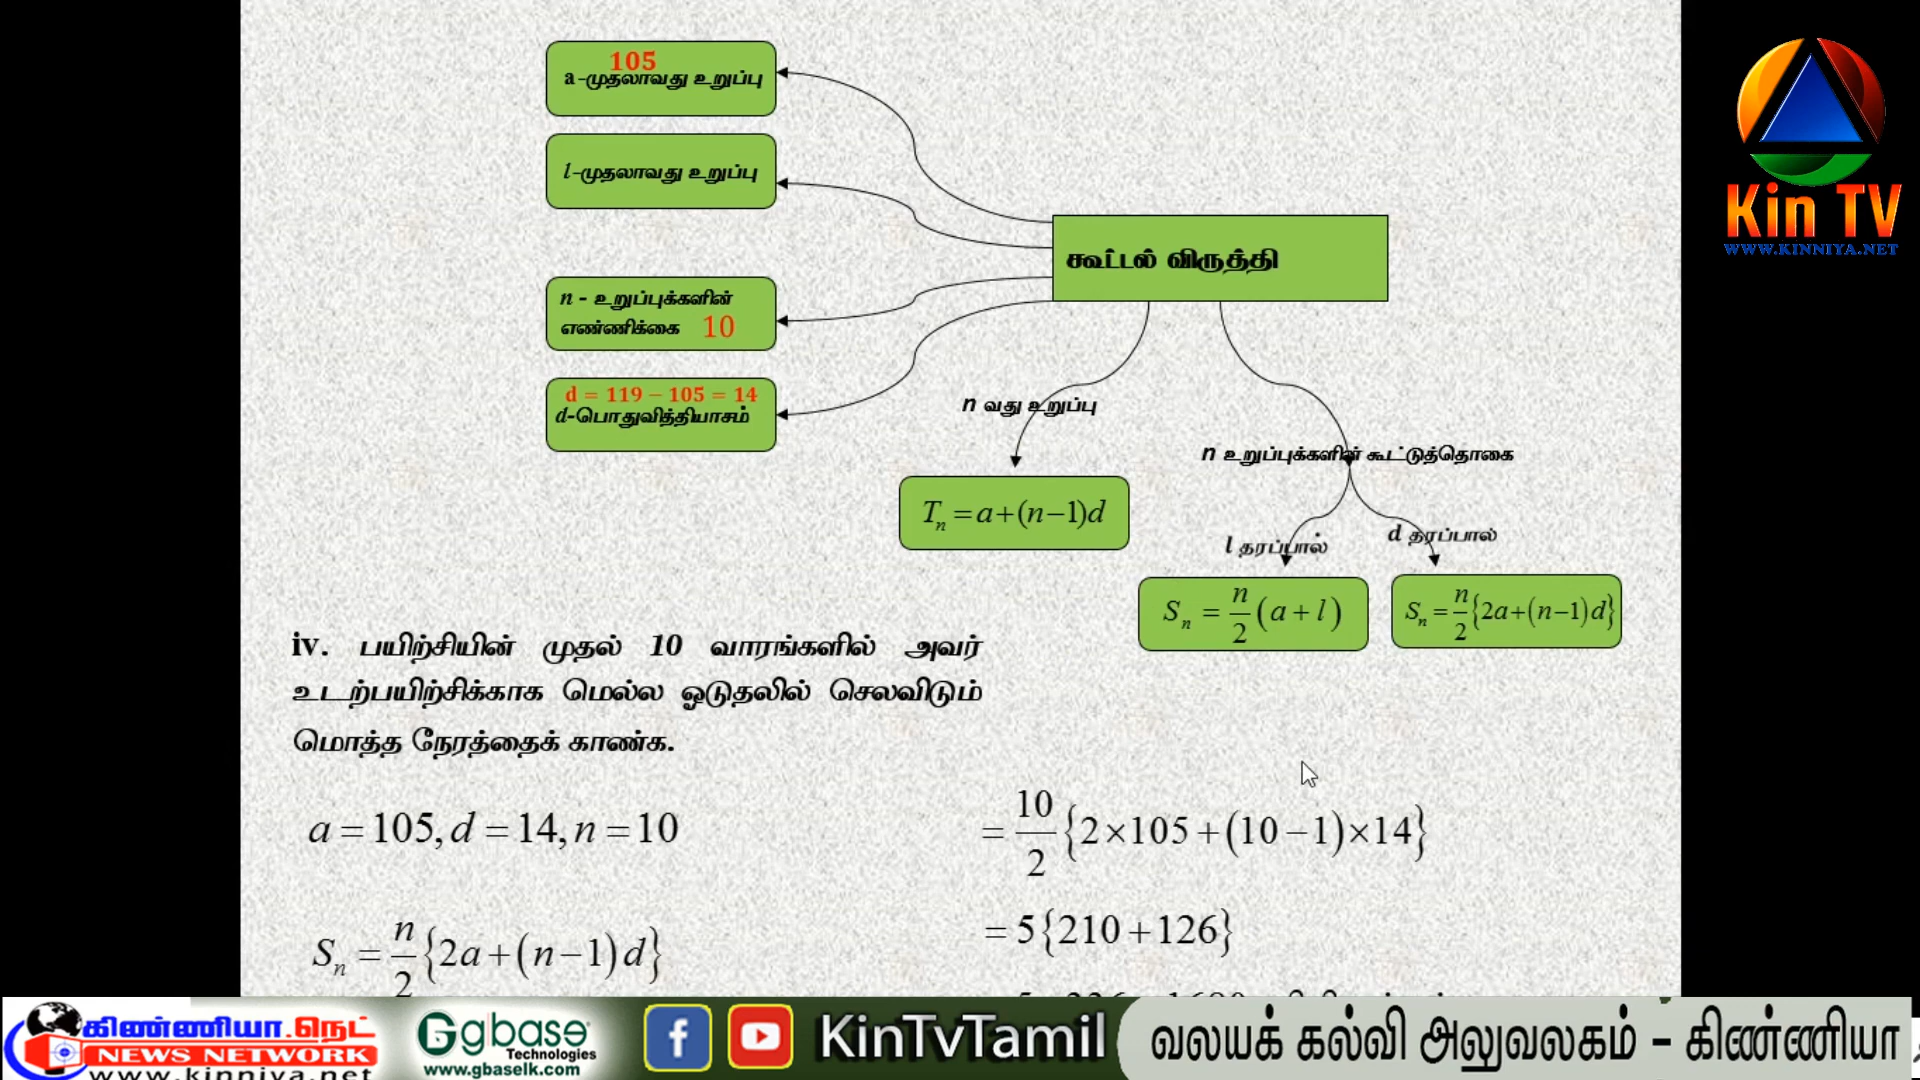 105
a-முதலாவது உறுப்பு
l-முதலாவது உறுப்பு
n - உறுப்புக்களின்
எண்ணிக்கை 10
d = 119 − 105 = 14
d-பொதுவித்தியாசம்
கூட்டல் விருத்தி
n வது உறுப்பு
Tn = a+(n−1)d
n உறுப்புக்களின் கூட்டுத்தொகை
l தரப்பால்
d தரப்பால்
Sn = n/2 (a + l)
Sn = n/2 {2a+(n−1)d}
iv. பயிற்சியின் முதல் 10 வாரங்களில் அவர்
உடற்பயிற்சிக்காக மெல்ல ஓடுதலில் செலவிடும்
மொத்த நேரத்தைக் காண்க.
a = 105, d = 14, n = 10
Sn = n/2 {2a+(n−1)d}
= 10/2 {2×105+(10−1)×14}
= 5{210+126}
Kin TV
WWW.KINNIYA.NET
கிண்ணியா.நெட்
NEWS NETWORK
www.kinniya.net
gbase
Technologies
www.gbaselk.com
KinTvTamil
வலயக் கல்வி அலுவலகம் - கிண்ணியா